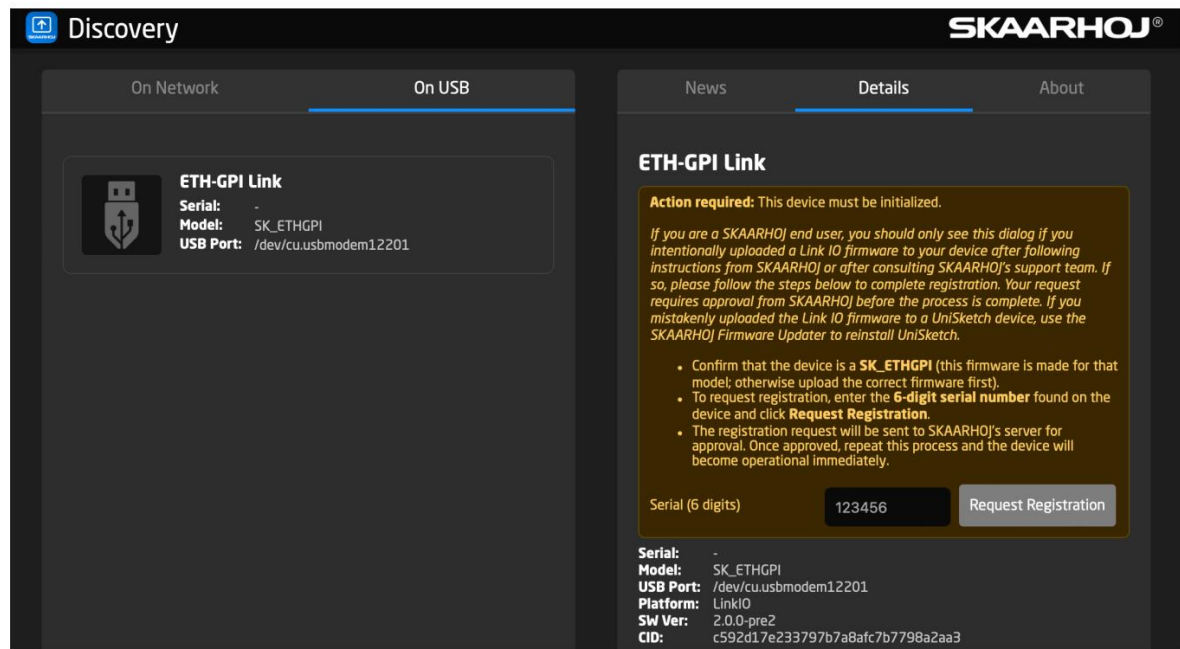 Discovery
SKAARHOJ®
On Network
On USB
ETH-GPI Link
Serial: -
Model: SK_ETHGPI
USB Port: /dev/cu.usbmodem12201
News
Details
About
ETH-GPI Link
Action required: This device must be initialized.
If you are a SKAARHOJ end user, you should only see this dialog if you
intentionally uploaded a Link IO firmware to your device after following
instructions from SKAARHOJ or after consulting SKAARHOJ's support team. If
so, please follow the steps below to complete registration. Your request
requires approval from SKAARHOJ before the process is complete. If you
mistakenly uploaded the Link IO firmware to a UniSketch device, use the
SKAARHOJ Firmware Updater to reinstall UniSketch.
• Confirm that the device is a SK_ETHGPI (this firmware is made for that
model; otherwise upload the correct firmware first).
• To request registration, enter the 6-digit serial number found on the
device and click Request Registration.
• The registration request will be sent to SKAARHOJ's server for
approval. Once approved, repeat this process and the device will
become operational immediately.
Serial (6 digits)
123456
Request Registration
Serial: -
Model: SK_ETHGPI
USB Port: /dev/cu.usbmodem12201
Platform: LinkIO
SW Ver: 2.0.0-pre2
CID: c592d17e233797b7a8afc7b7798a2aa3